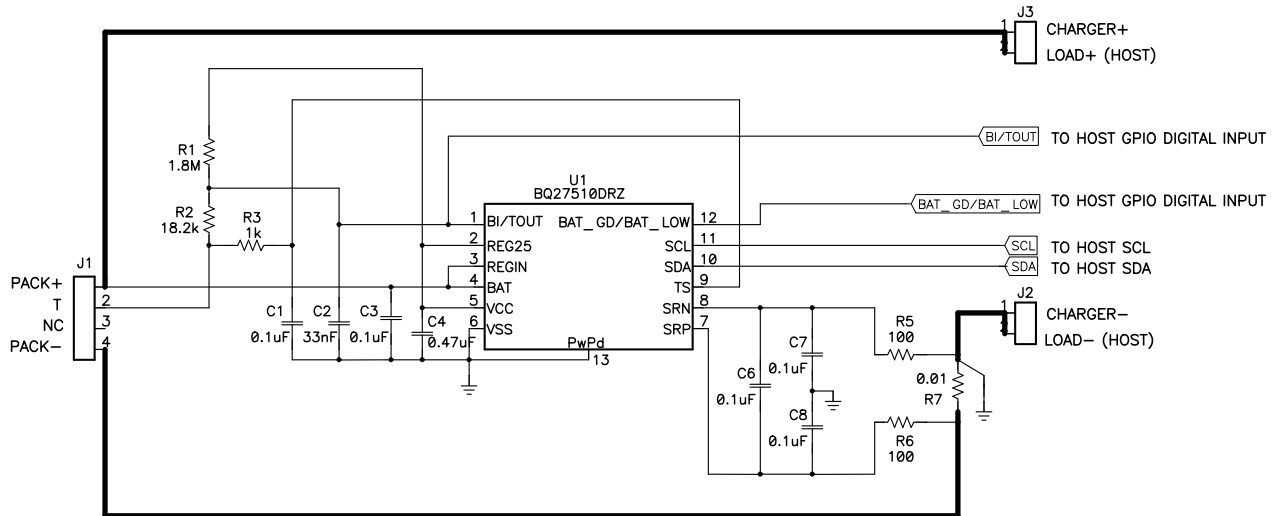 J3
1
CHARGER+
LOAD+ (HOST)
BI/TOUT TO HOST GPIO DIGITAL INPUT
R1
1.8M
U1
BQ27510DRZ
BAT_GD/BAT_LOW TO HOST GPIO DIGITAL INPUT
R2
18.2k
R3
1k
1 BI/TOUT BAT_GD/BAT_LOW 12
2 REG25 SCL 11
SCL TO HOST SCL
3 REGIN SDA 10
SDA TO HOST SDA
4 BAT TS 9
5 VCC SRN 8
6 VSS SRP 7
PwPd
13
J1
PACK+
T 2
NC 3
PACK- 4
C1
0.1uF
C2
33nF
C3
0.1uF
C4
0.47uF
J2
1
CHARGER-
LOAD- (HOST)
R5
100
C7
0.1uF
C6
0.1uF
0.01
R7
C8
0.1uF
R6
100